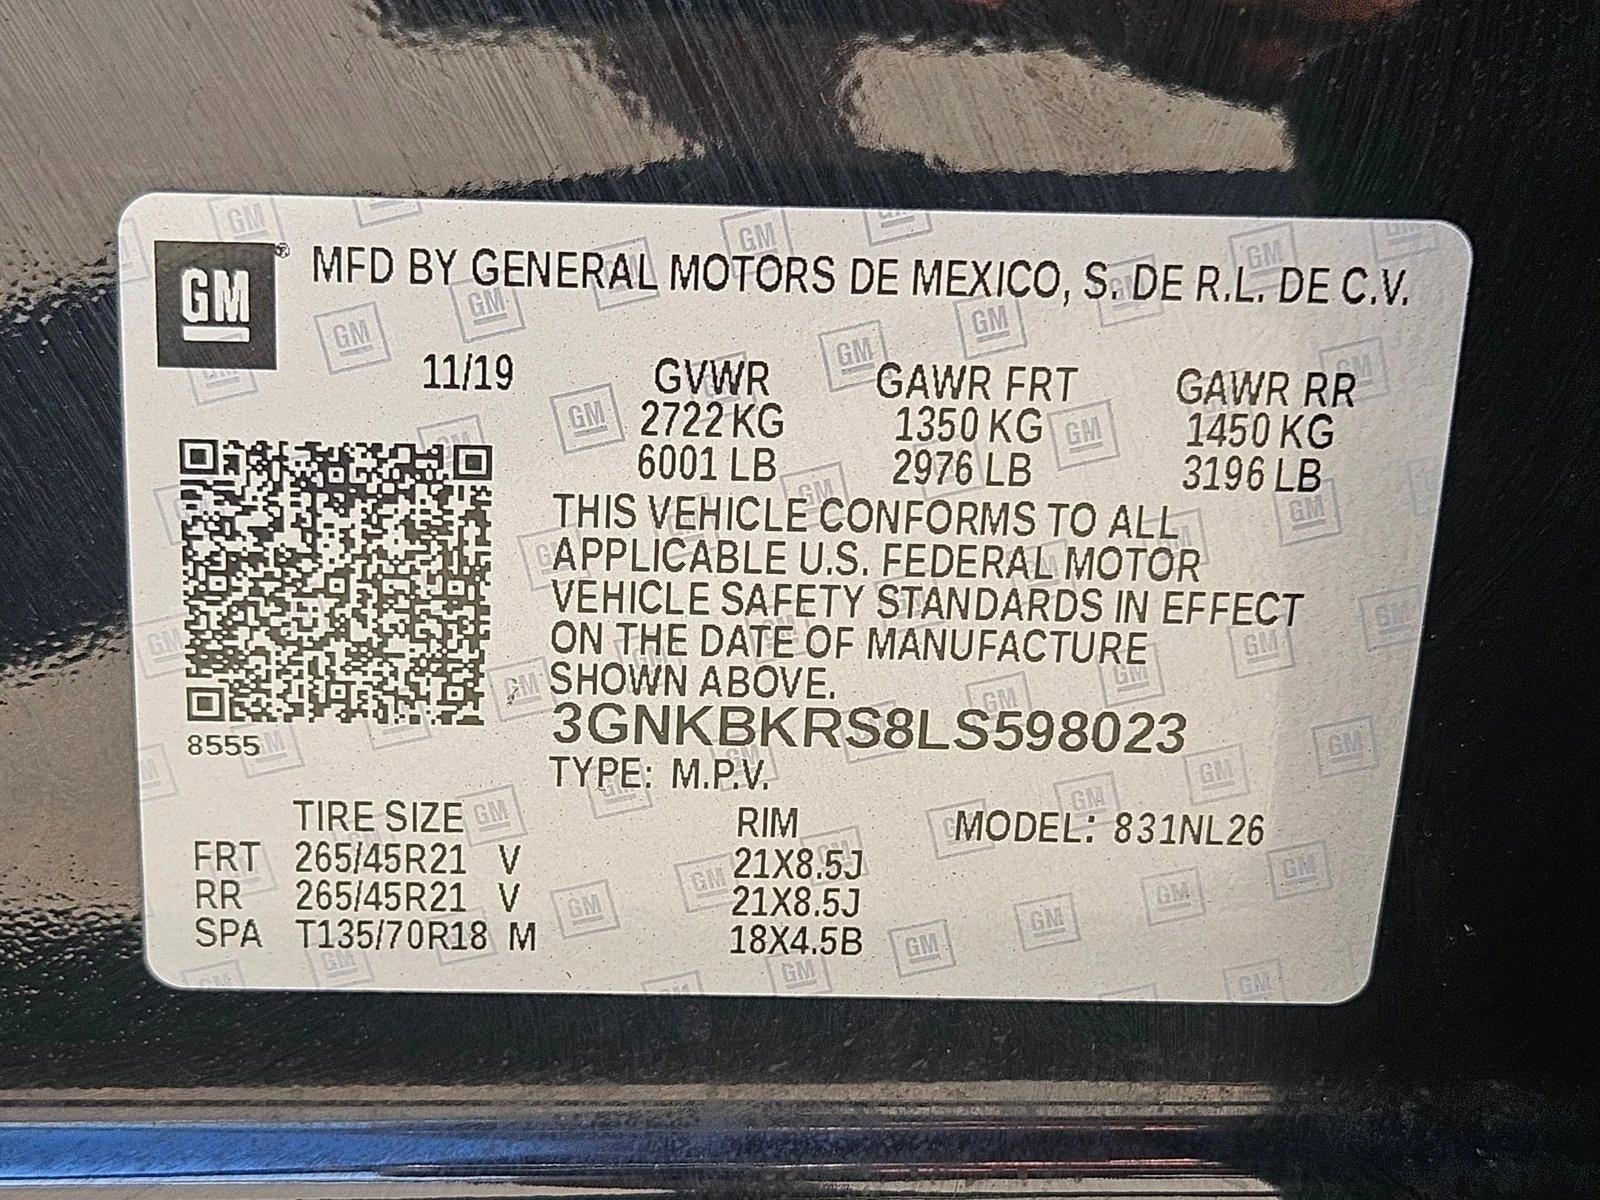 GM® MFD BY GENERAL MOTORS DE MEXICO, S. DE R.L. DE C.V.
11/19 GVWR GAWR FRT GAWR RR
2722 KG 1350 KG 1450 KG
6001 LB 2976 LB 3196 LB
THIS VEHICLE CONFORMS TO ALL
APPLICABLE U.S. FEDERAL MOTOR
VEHICLE SAFETY STANDARDS IN EFFECT
ON THE DATE OF MANUFACTURE
SHOWN ABOVE.
8555
3GNKBKRS8LS598023
TYPE: M.P.V.
TIRE SIZE RIM MODEL: 831NL26
FRT 265/45R21 V 21X8.5J
RR 265/45R21 V 21X8.5J
SPA T135/70R18 M 18X4.5B